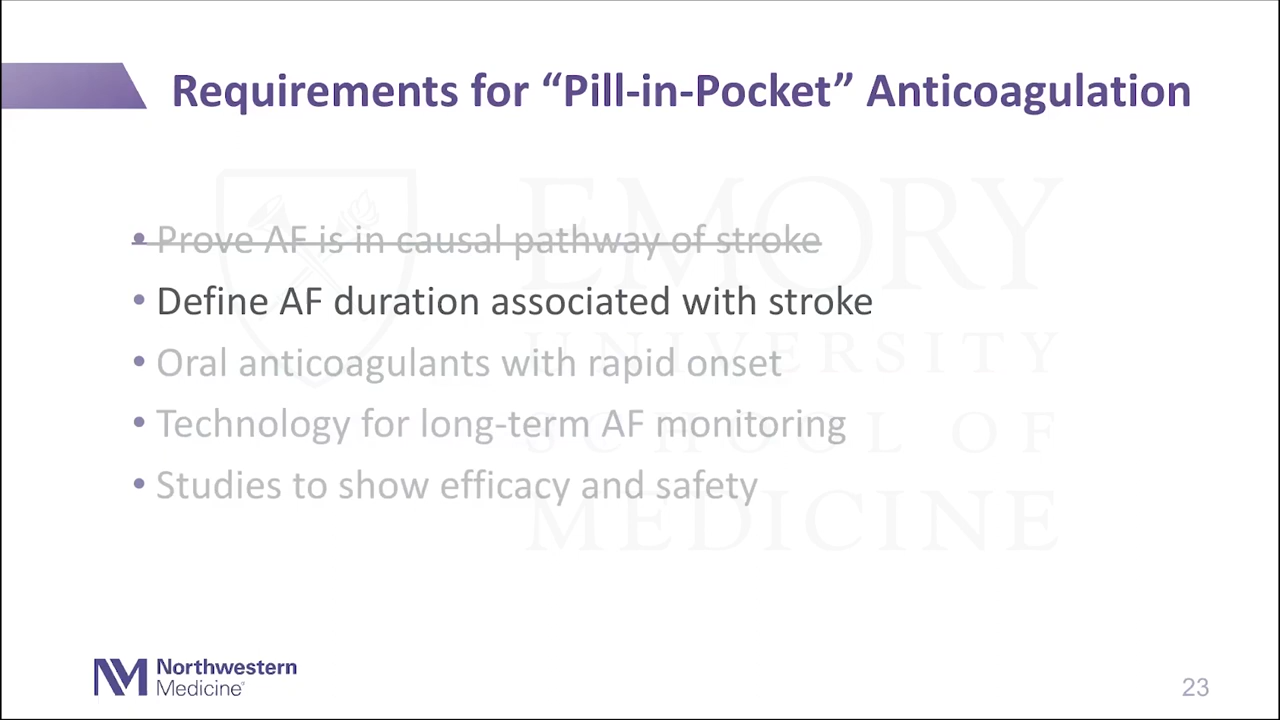 Requirements for “Pill-in-Pocket” Anticoagulation
• Prove AF is in causal pathway of stroke
• Define AF duration associated with stroke
• Oral anticoagulants with rapid onset
• Technology for long-term AF monitoring
• Studies to show efficacy and safety
EMORY
UNIVERSITY
SCHOOL OF
MEDICINE
NM Northwestern
Medicine®
23